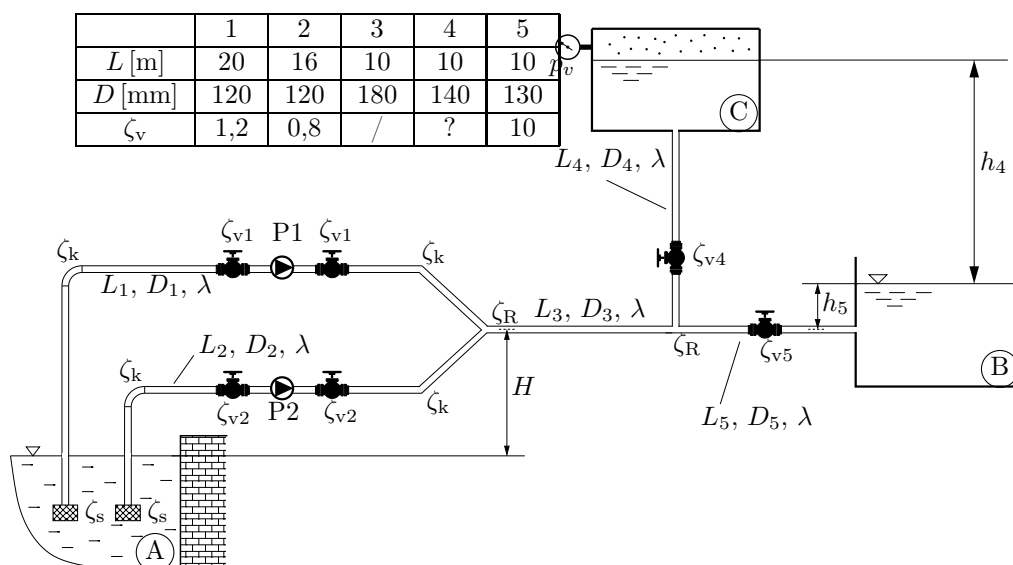 1 2 3 4 5
L [m] 20 16 10 10 10
D [mm] 120 120 180 140 130
ζv 1,2 0,8 / ? 10
pv
C
L4, D4, λ
h4
ζv1 P1 ζv1
ζk
ζk
ζv4
L1, D1, λ
h5
ζR
L3, D3, λ
ζR
ζv5
L2, D2, λ
ζk
H
B
ζv2 P2 ζv2
ζk
L5, D5, λ
ζs ζs
A